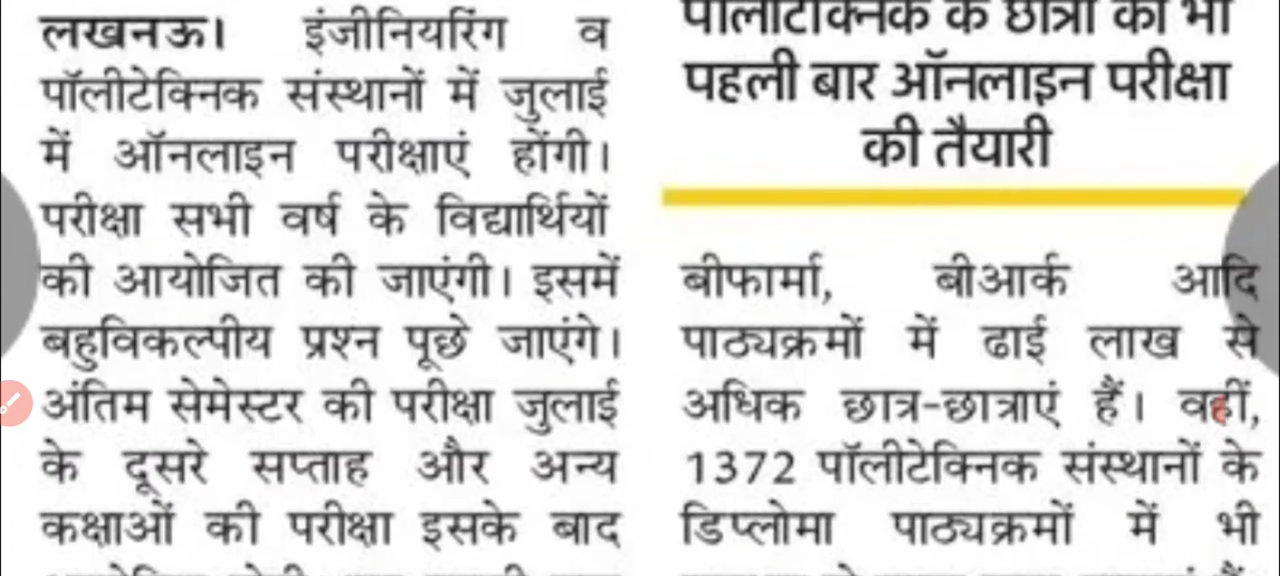 लखनऊ। इंजीनियरिंग व
पॉलीटेक्निक संस्थानों में जुलाई
में ऑनलाइन परीक्षाएं होंगी।
परीक्षा सभी वर्ष के विद्यार्थियों
की आयोजित की जाएंगी। इसमें
बहुविकल्पीय प्रश्न पूछे जाएंगे।
अंतिम सेमेस्टर की परीक्षा जुलाई
के दूसरे सप्ताह और अन्य
कक्षाओं की परीक्षा इसके बाद
पॉलीटेक्निक के छात्रों की भी
पहली बार ऑनलाइन परीक्षा
की तैयारी
बीफार्मा, बीआर्क आदि
पाठ्यक्रमों में ढाई लाख से
अधिक छात्र-छात्राएं हैं। वहीं,
1372 पॉलीटेक्निक संस्थानों के
डिप्लोमा पाठ्यक्रमों में भी